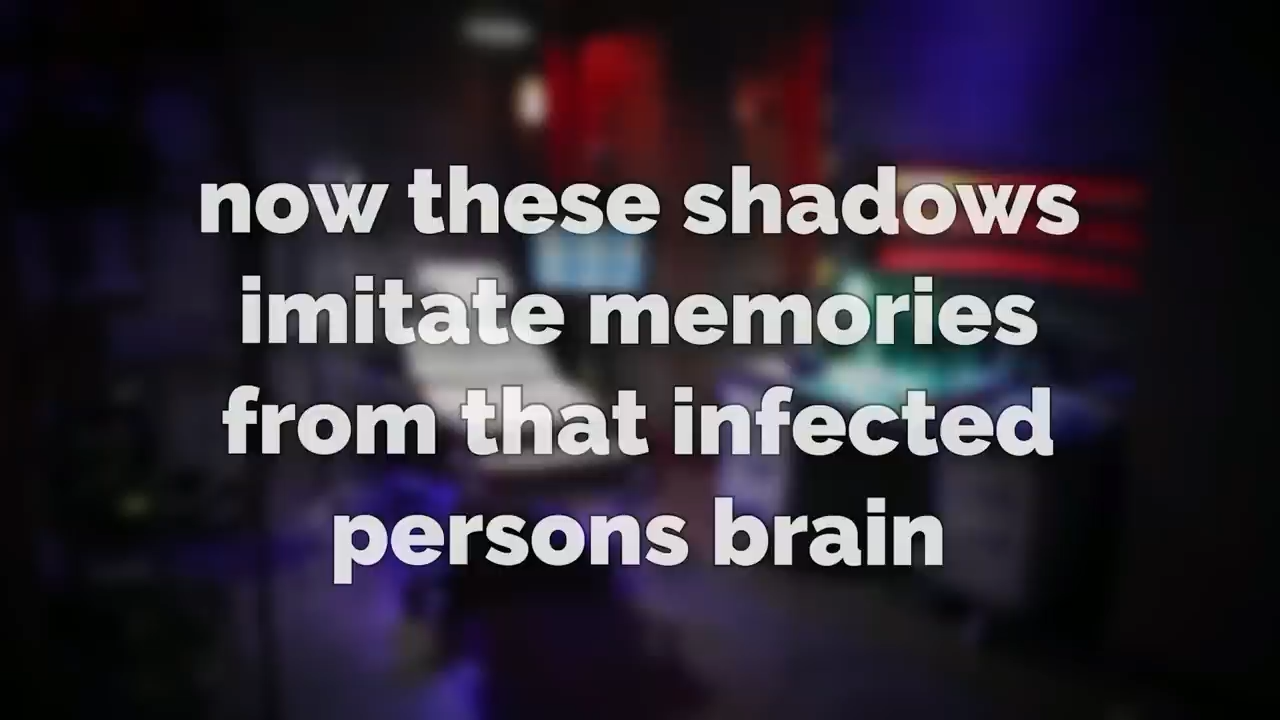 now these shadows
imitate memories
from that infected
persons brain